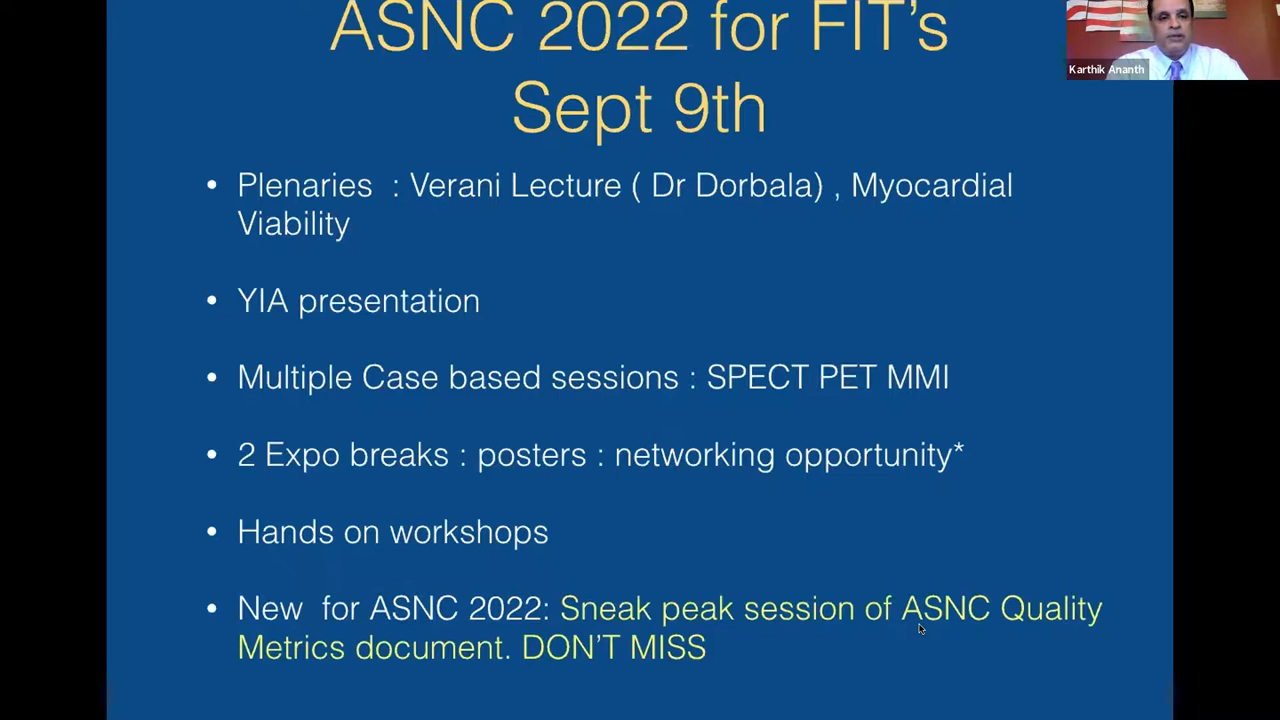 ASNC 2022 for FIT's
Sept 9th
Karthik Ananth
• Plenaries : Verani Lecture ( Dr Dorbala) , Myocardial
Viability
• YIA presentation
• Multiple Case based sessions : SPECT PET MMI
• 2 Expo breaks : posters : networking opportunity*
• Hands on workshops
• New for ASNC 2022: Sneak peak session of ASNC Quality
Metrics document. DON'T MISS